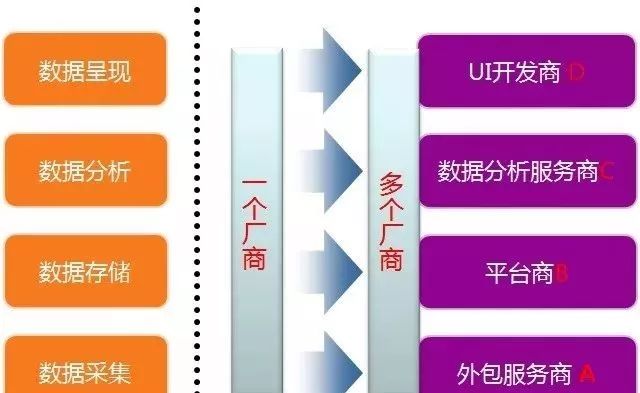 数据呈现
UI开发商 D
数据分析
数据分析服务商C
一个厂商
多个厂商
数据存储
平台商B
数据采集
外包服务商 A